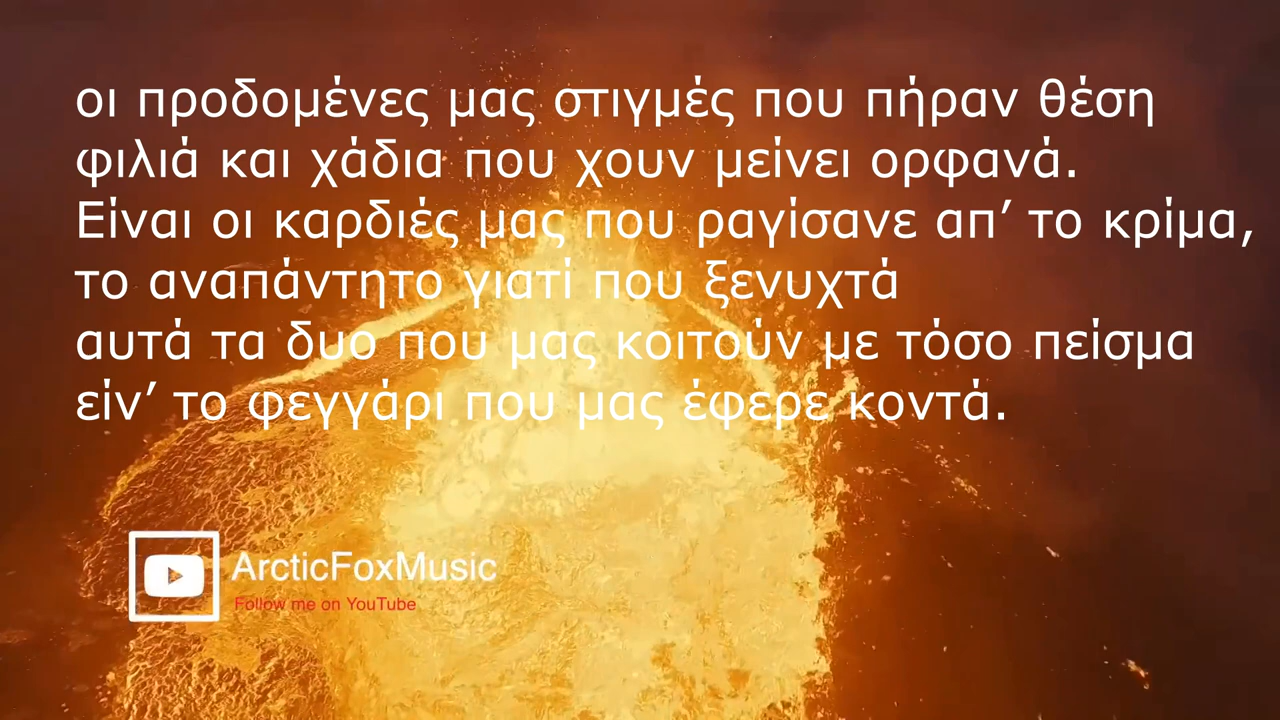 οι προδομένες μας στιγμές που πήραν θέση
φιλιά και χάδια που χουν μείνει ορφανά.
Είναι οι καρδιές μας που ραγίσανε απ’ το κρίμα,
το αναπάντητο γιατί που ξενυχτά
αυτά τα δυο που μας κοιτούν με τόσο πείσμα
είν’ το φεγγάρι που μας έφερε κοντά.
ArcticFoxMusic
Follow me on YouTube